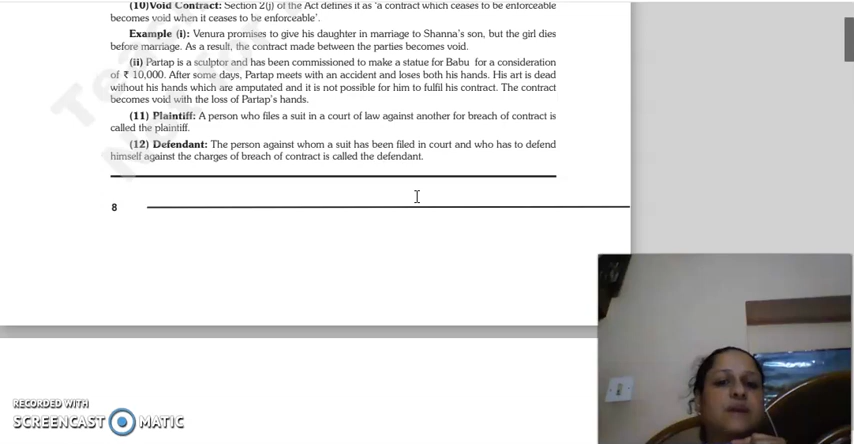 (10)Void Contract: Section 2(j) of the Act defines it as 'a contract which ceases to be enforceable
becomes void when it ceases to be enforceable'.
Example (i): Venura promises to give his daughter in marriage to Shanna's son, but the girl dies
before marriage. As a result, the contract made between the parties becomes void.
(ii) Partap is a sculptor and has been commissioned to make a statue for Babu for a consideration
of ₹ 10,000. After some days, Partap meets with an accident and loses both his hands. His art is dead
without his hands which are amputated and it is not possible for him to fulfil his contract. The contract
becomes void with the loss of Partap's hands.
(11) Plaintiff: A person who files a suit in a court of law against another for breach of contract is
called the plaintiff.
(12) Defendant: The person against whom a suit has been filed in court and who has to defend
himself against the charges of breach of contract is called the defendant.
8
RECORDED WITH
SCREENCAST MATIC